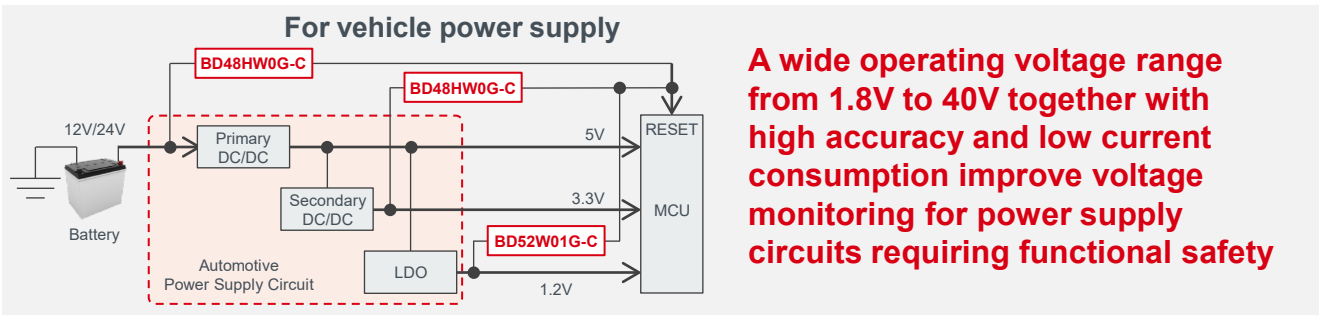 For vehicle power supply
BD48HW0G-C
BD48HW0G-C
12V/24V
Primary
DC/DC
5V
RESET
Secondary
DC/DC
3.3V
MCU
Battery
BD52W01G-C
Automotive
Power Supply Circuit
LDO
1.2V
A wide operating voltage range
from 1.8V to 40V together with
high accuracy and low current
consumption improve voltage
monitoring for power supply
circuits requiring functional safety